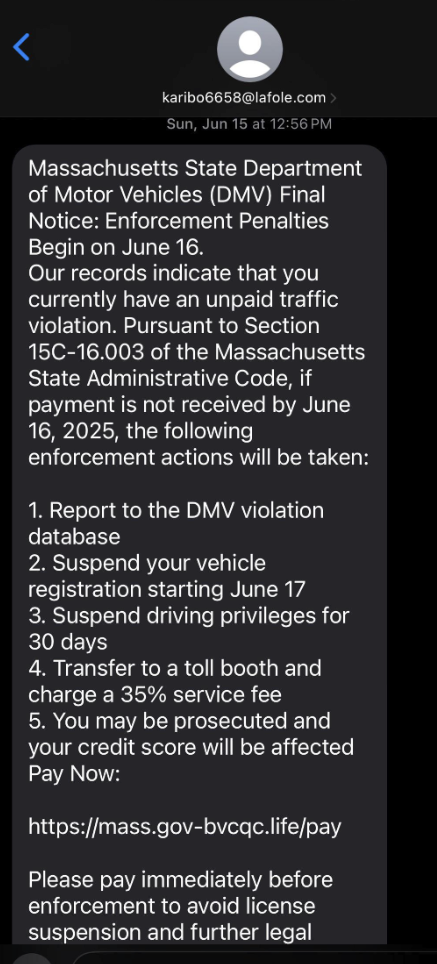 karibo6658@lafole.com
Sun, Jun 15 at 12:56 PM
Massachusetts State Department
of Motor Vehicles (DMV) Final
Notice: Enforcement Penalties
Begin on June 16.
Our records indicate that you
currently have an unpaid traffic
violation. Pursuant to Section
15C-16.003 of the Massachusetts
State Administrative Code, if
payment is not received by June
16, 2025, the following
enforcement actions will be taken:
1. Report to the DMV violation
database
2. Suspend your vehicle
registration starting June 17
3. Suspend driving privileges for
30 days
4. Transfer to a toll booth and
charge a 35% service fee
5. You may be prosecuted and
your credit score will be affected
Pay Now:
https://mass.gov-bvcqc.life/pay
Please pay immediately before
enforcement to avoid license
suspension and further legal